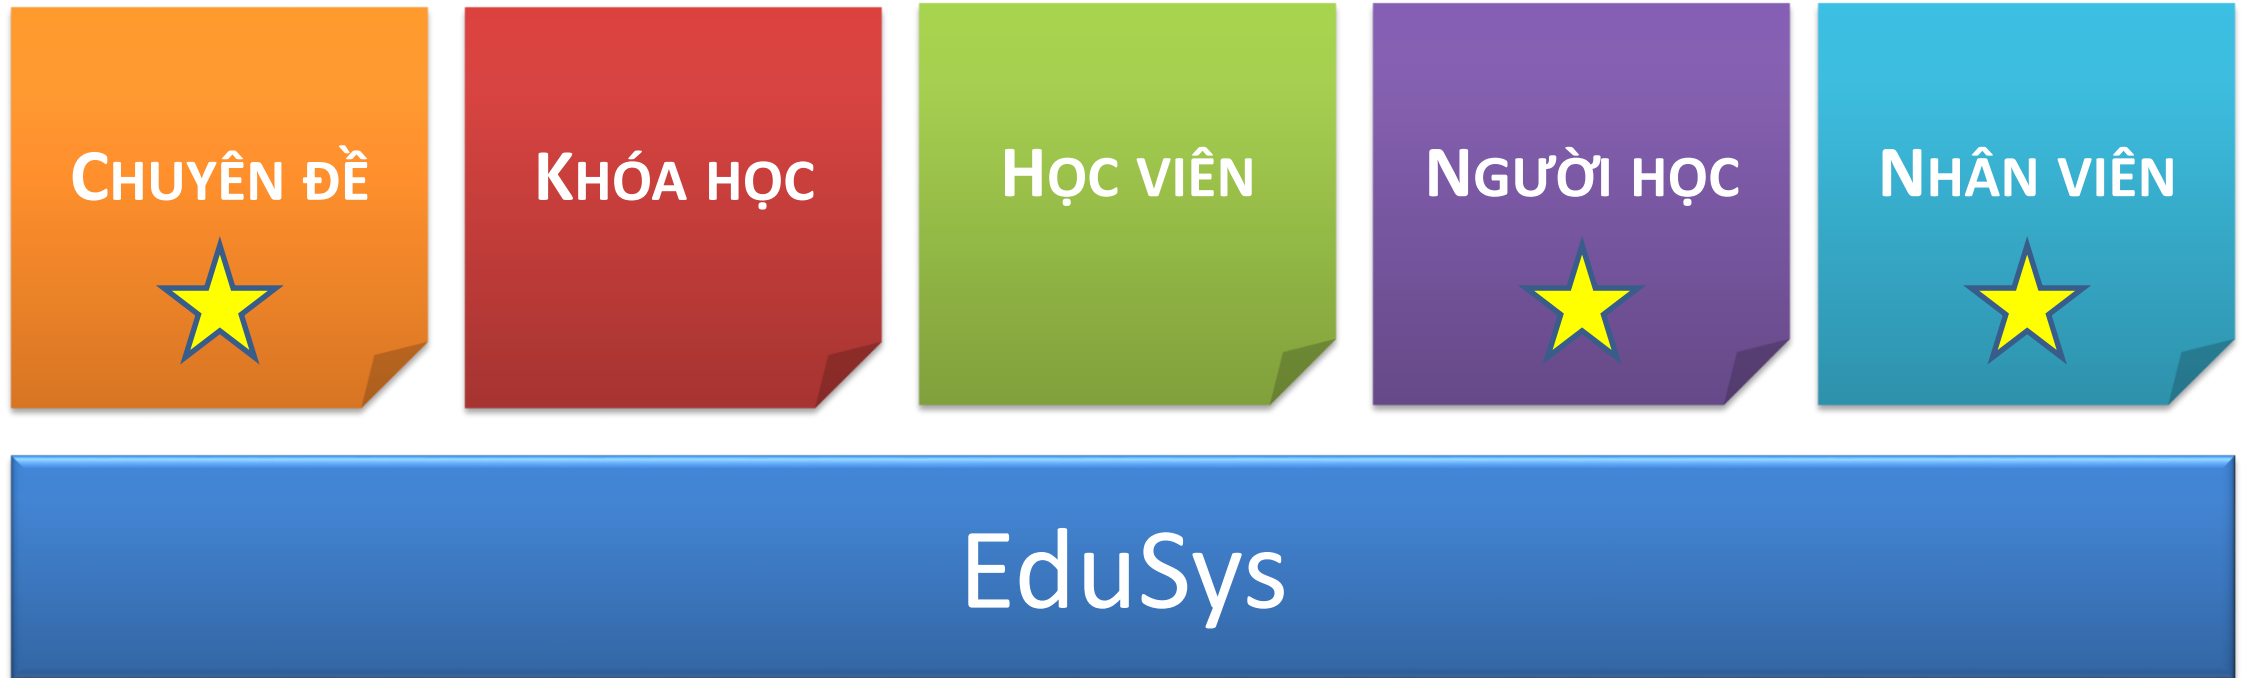 CHUYÊN ĐỀ
KHÓA HỌC
HỌC VIÊN
NGƯỜI HỌC
NHÂN VIÊN
EduSys